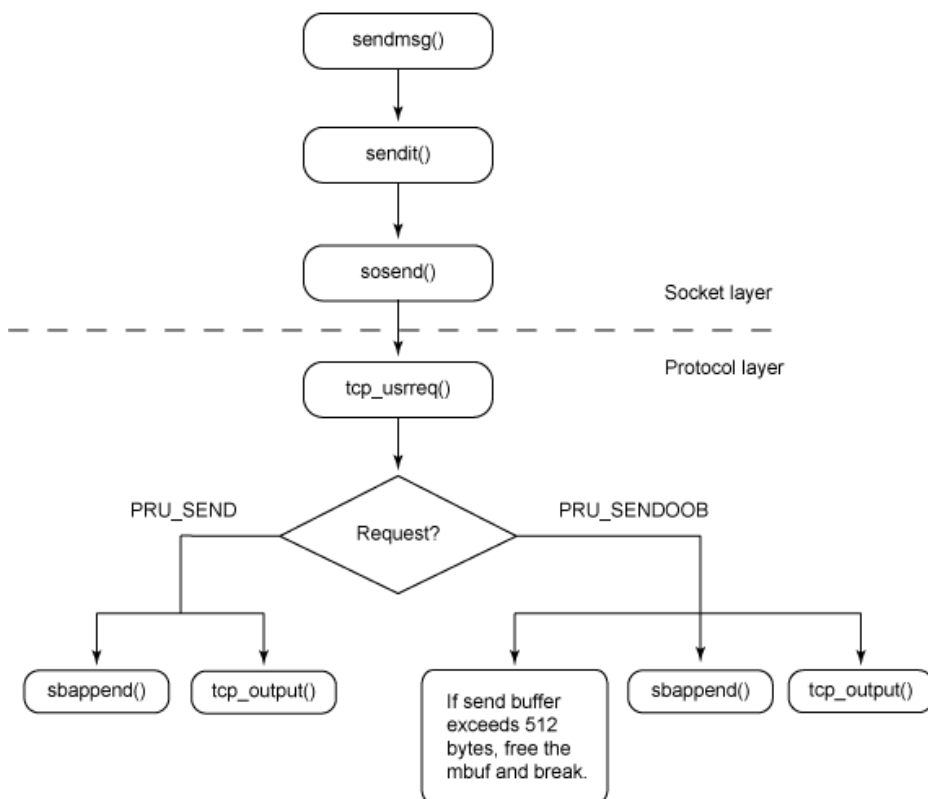 sendmsg()
sendit()
sosend()
Socket layer
Protocol layer
tcp_usrreq()
PRU_SEND
PRU_SENDOOB
Request?
sbappend()
tcp_output()
If send buffer
exceeds 512
bytes, free the
mbuf and break.
sbappend()
tcp_output()